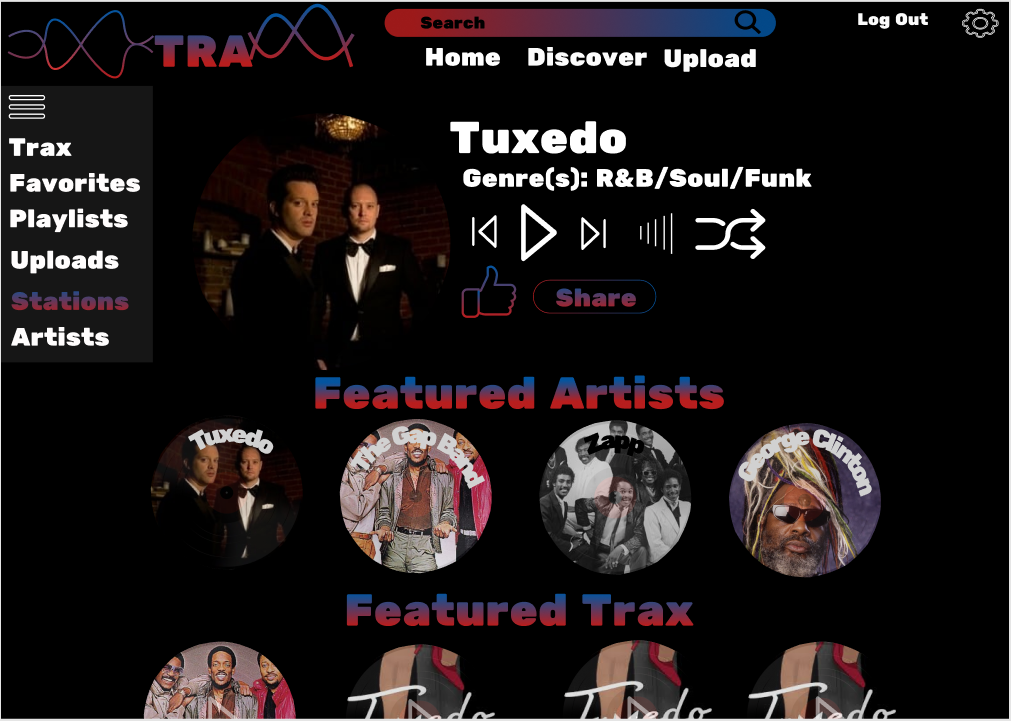 TRA
Search
Log Out
Home Discover Upload
Trax
Favorites
Playlists
Uploads
Stations
Artists
Tuxedo
Genre(s): R&B/Soul/Funk
Share
Featured Artists
Tuxedo
The Gap Band
Zapp
George Clinton
Featured Trax
Tuxedo
Tuxedo
Tuxedo